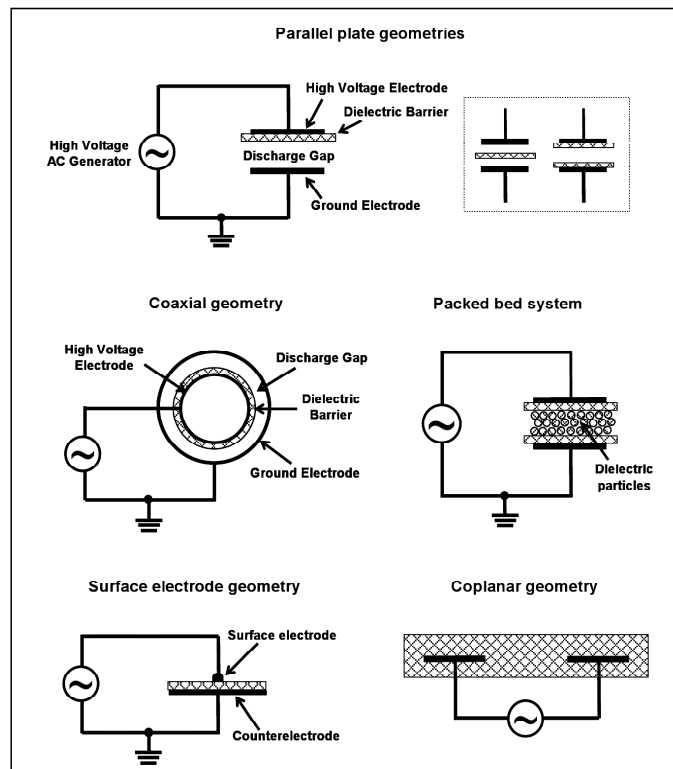 Parallel plate geometries
High Voltage Electrode
Dielectric Barrier
High Voltage
AC Generator
Discharge Gap
Ground Electrode
Coaxial geometry
High Voltage
Electrode
Discharge Gap
Dielectric
Barrier
Ground Electrode
Packed bed system
Dielectric
particles
Surface electrode geometry
Surface electrode
Counterelectrode
Coplanar geometry